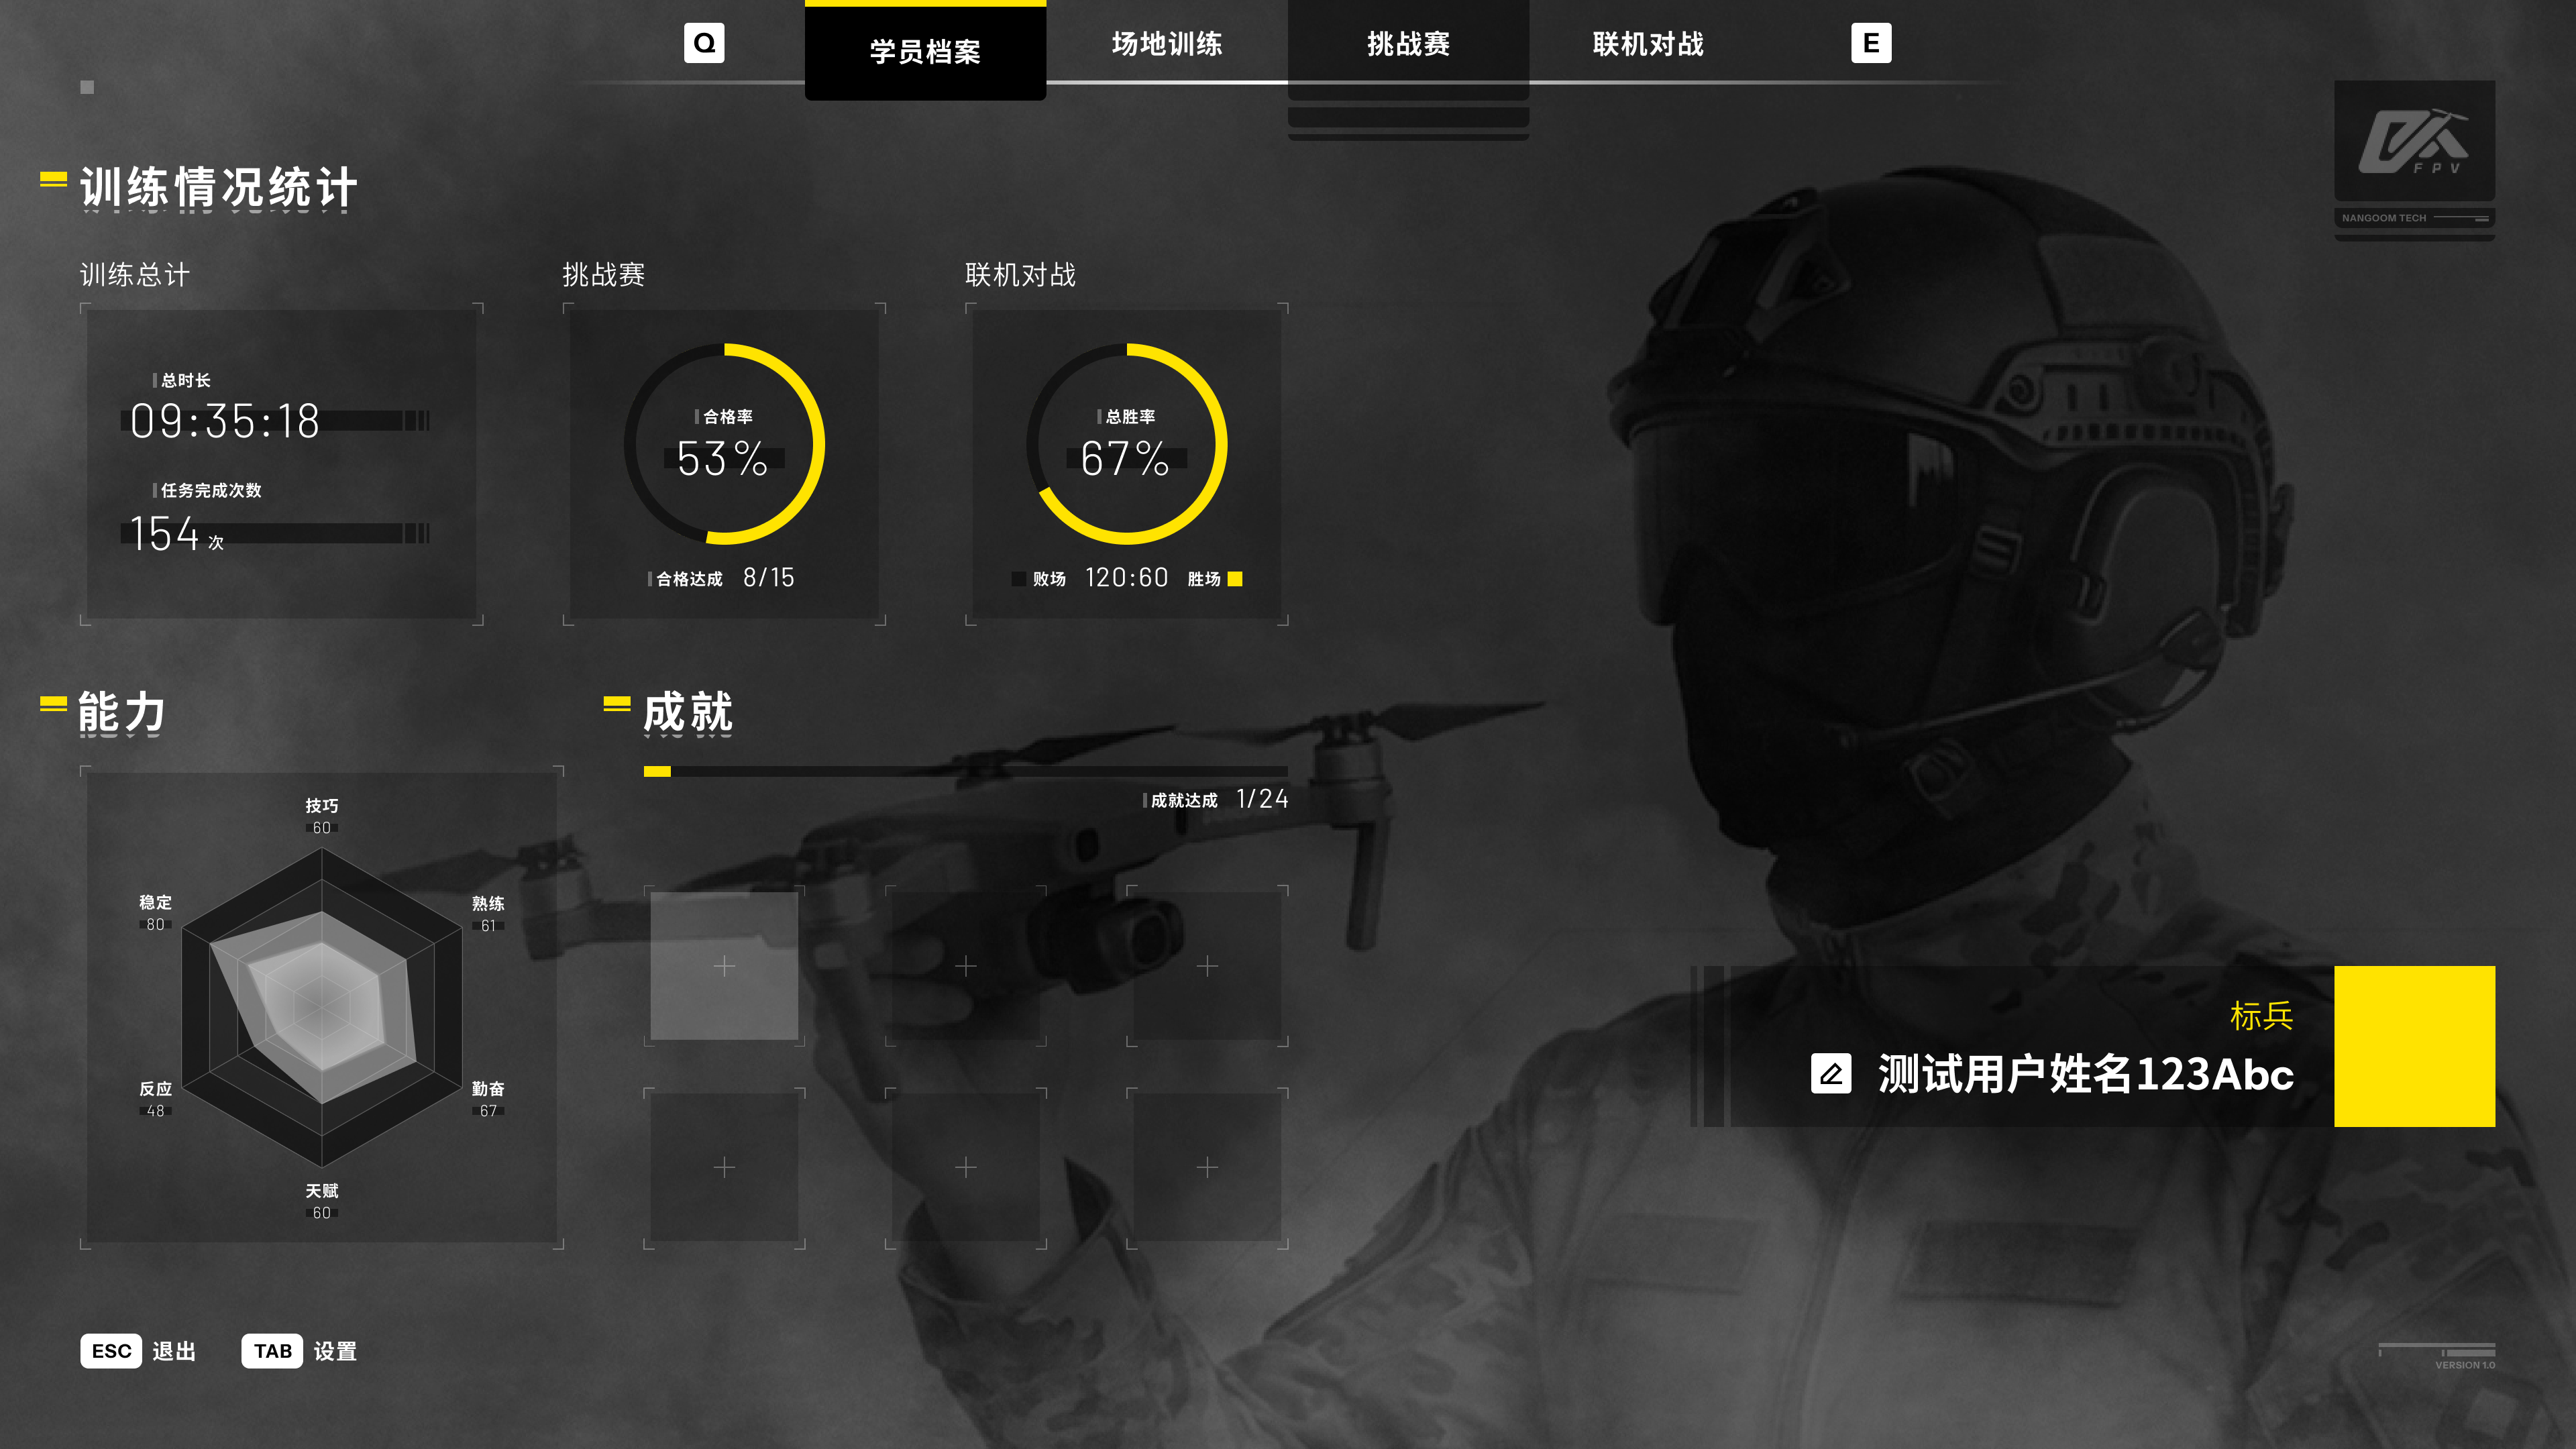 Q
学员档案
场地训练
挑战赛
联机对战
E
FPV
NANGOOM TECH
训练情况统计
训练总计
挑战赛
联机对战
总时长
09:35:18
任务完成次数
154 次
合格率
53%
合格达成 8/15
总胜率
67%
败场 120:60 胜场
能力
技巧
60
稳定
80
熟练
61
反应
48
勤奋
67
天赋
60
成就
成就达成 1/24
标兵
测试用户姓名123Abc
ESC 退出
TAB 设置
VERSION 1.0